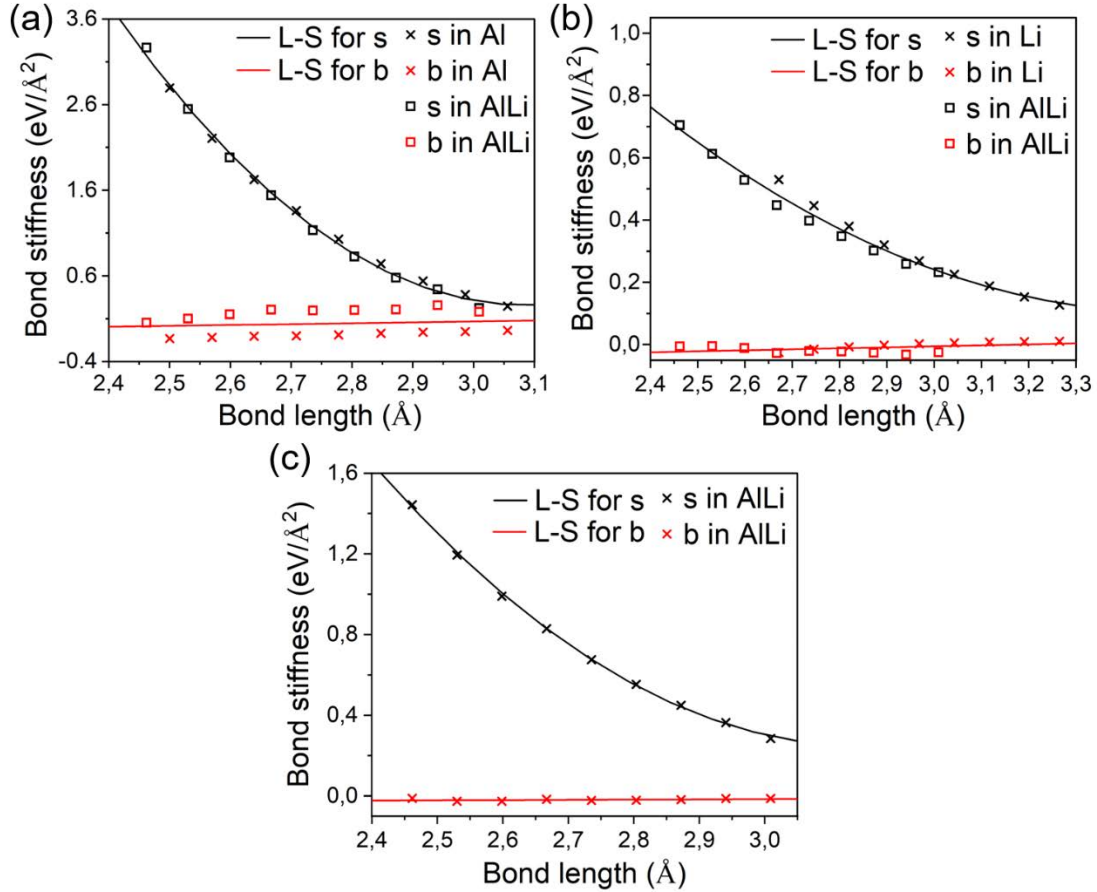 (a)
Bond stiffness (eV/Å²)
3,6
2,6
1,6
0,6
-0,4
L-S for s
L-S for b
s in Al
b in Al
s in AlLi
b in AlLi
2,4 2,5 2,6 2,7 2,8 2,9 3,0 3,1
Bond length (Å)
(b)
Bond stiffness (eV/Å²)
1,0
0,8
0,6
0,4
0,2
0,0
L-S for s
L-S for b
s in Li
b in Li
s in AlLi
b in AlLi
2,4 2,5 2,6 2,7 2,8 2,9 3,0 3,1 3,2 3,3
Bond length (Å)
(c)
Bond stiffness (eV/Å²)
1,6
1,2
0,8
0,4
0,0
L-S for s
L-S for b
s in AlLi
b in AlLi
2,4 2,5 2,6 2,7 2,8 2,9 3,0
Bond length (Å)